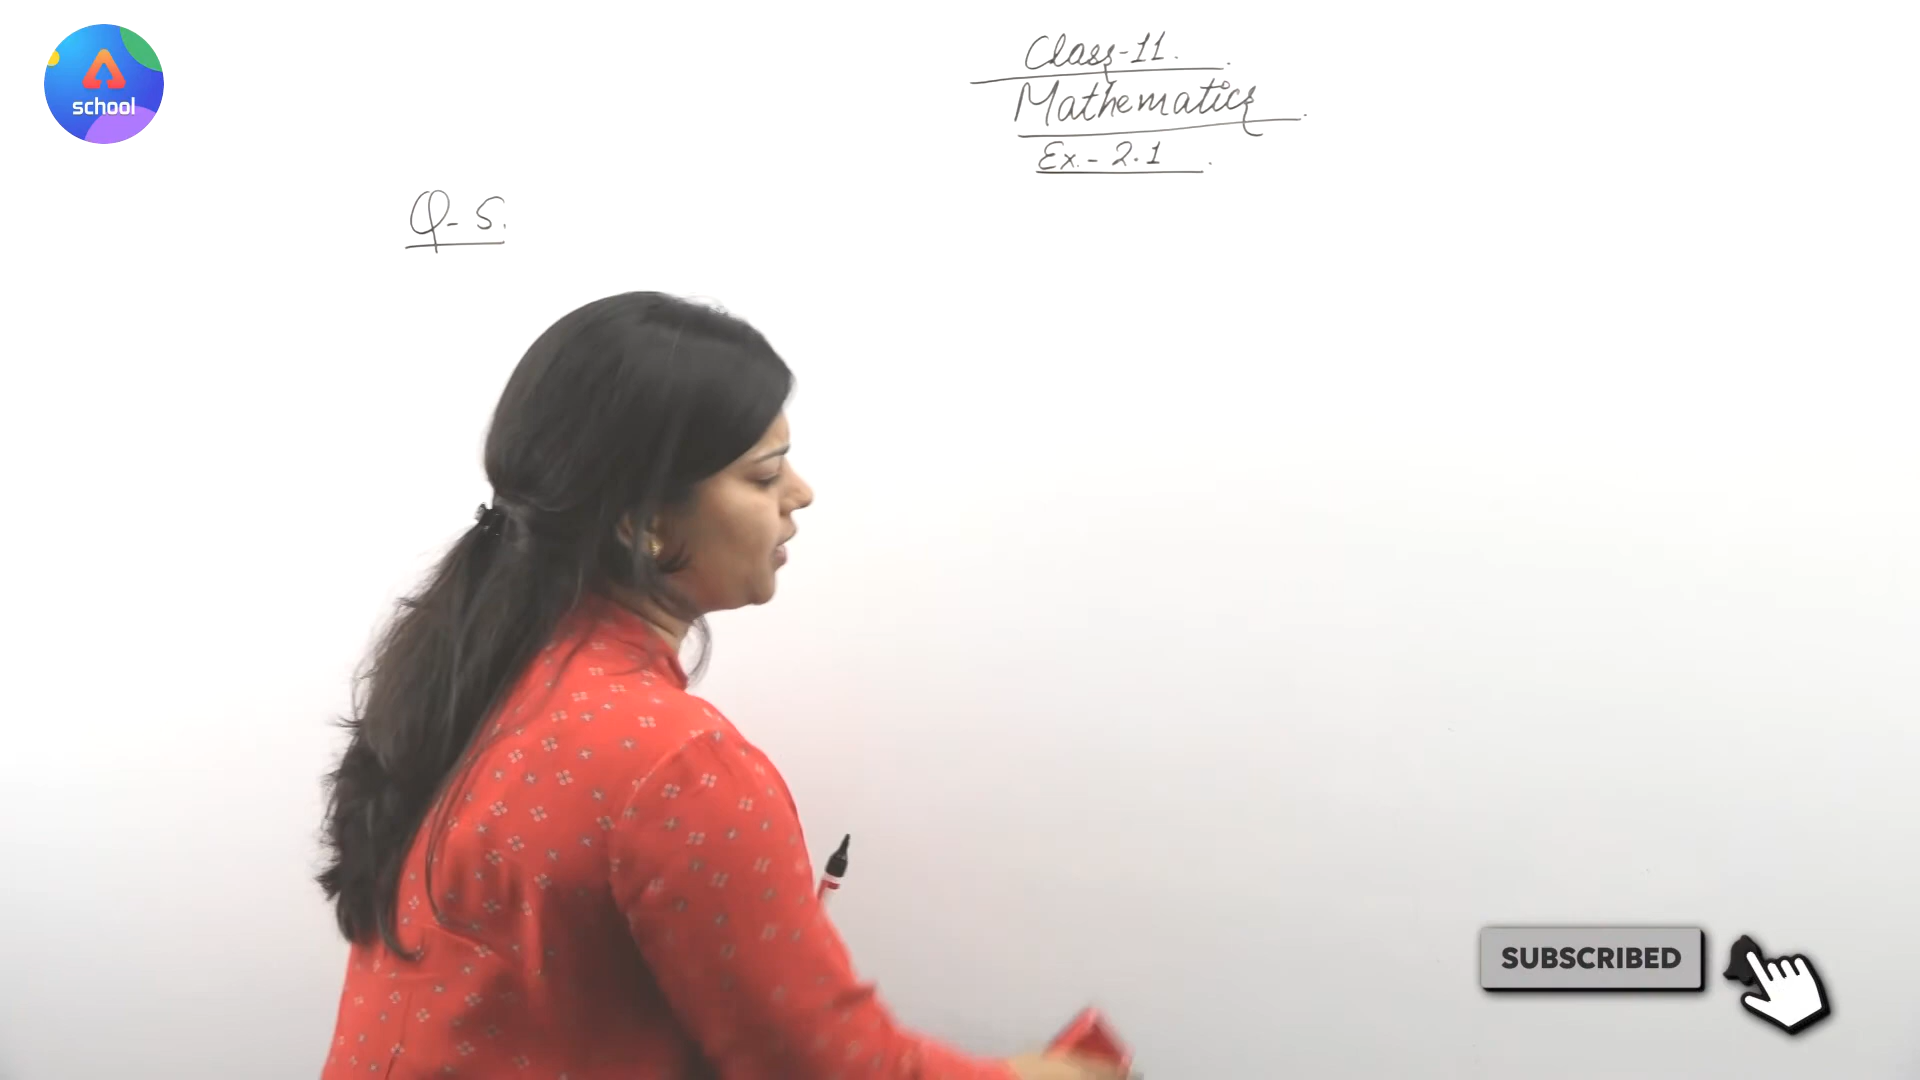 school
Class-11.
Mathematics.
Ex.- 2.1.
Q- 5.
SUBSCRIBED